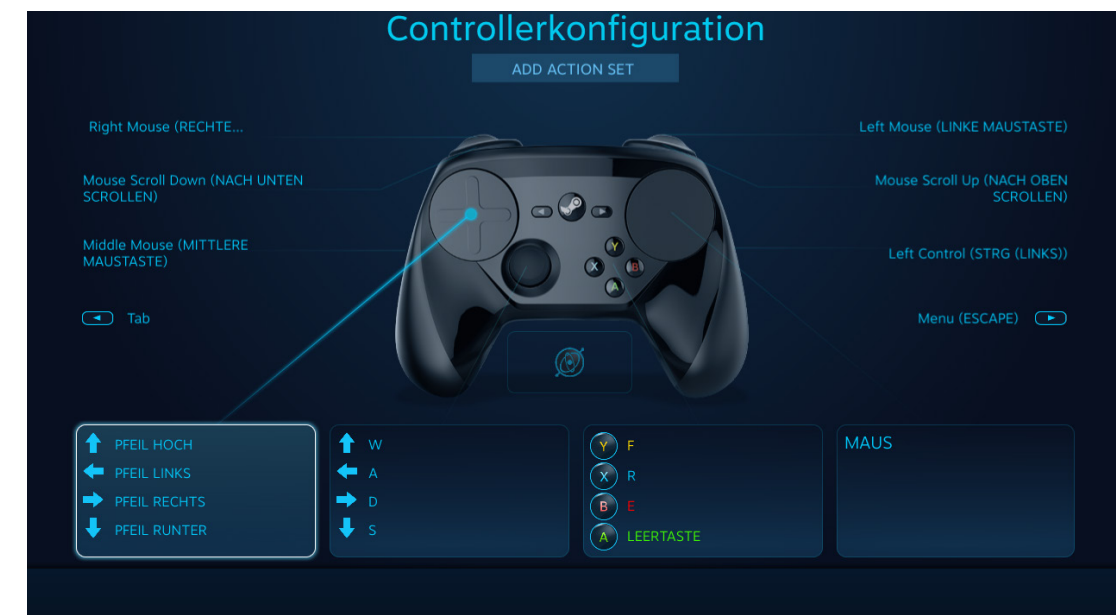 Controllerkonfiguration
ADD ACTION SET
Right Mouse (RECHTE...
Left Mouse (LINKE MAUSTASTE)
Mouse Scroll Down (NACH UNTEN
SCROLLEN)
Mouse Scroll Up (NACH OBEN
SCROLLEN)
Middle Mouse (MITTLERE
MAUSTASTE)
Left Control (STRG (LINKS))
Tab
Menu (ESCAPE)
Y
X
B
A
PFEIL HOCH
PFEIL LINKS
PFEIL RECHTS
PFEIL RUNTER
W
A
D
S
Y F
X R
B E
A LEERTASTE
MAUS